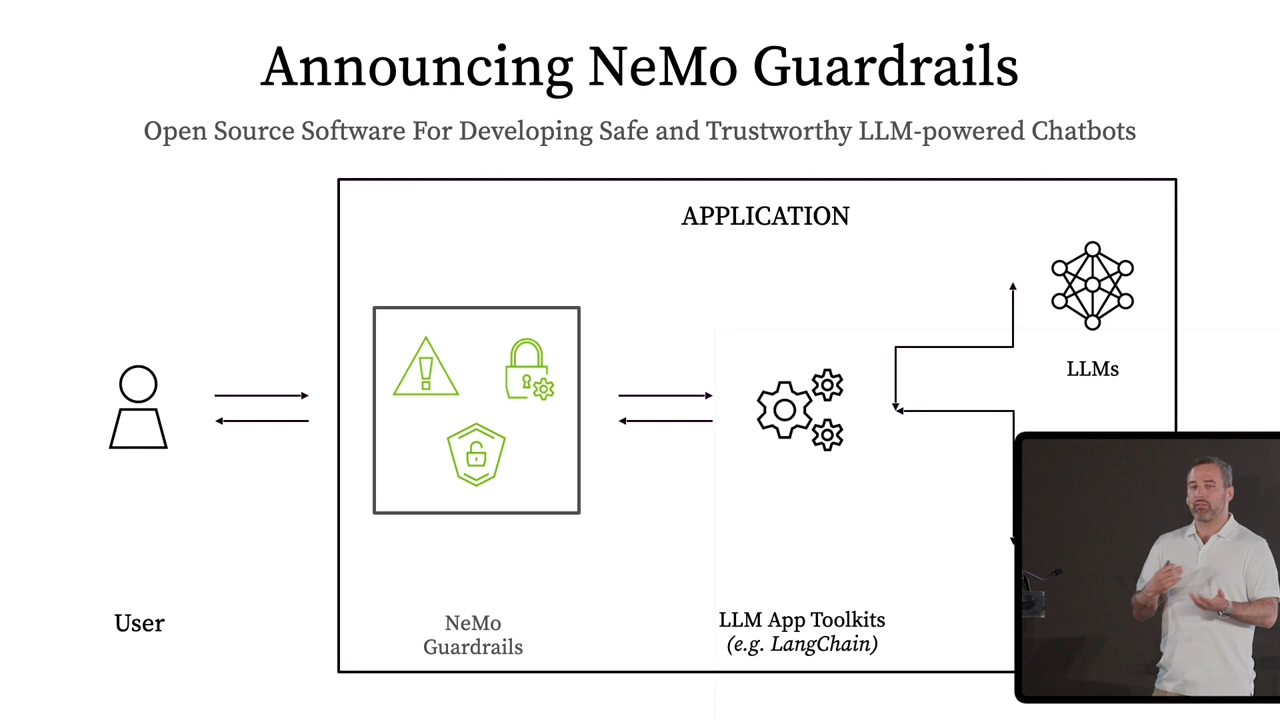 Announcing NeMo Guardrails
Open Source Software For Developing Safe and Trustworthy LLM-powered Chatbots
APPLICATION
LLMs
User
NeMo
Guardrails
LLM App Toolkits
(e.g. LangChain)